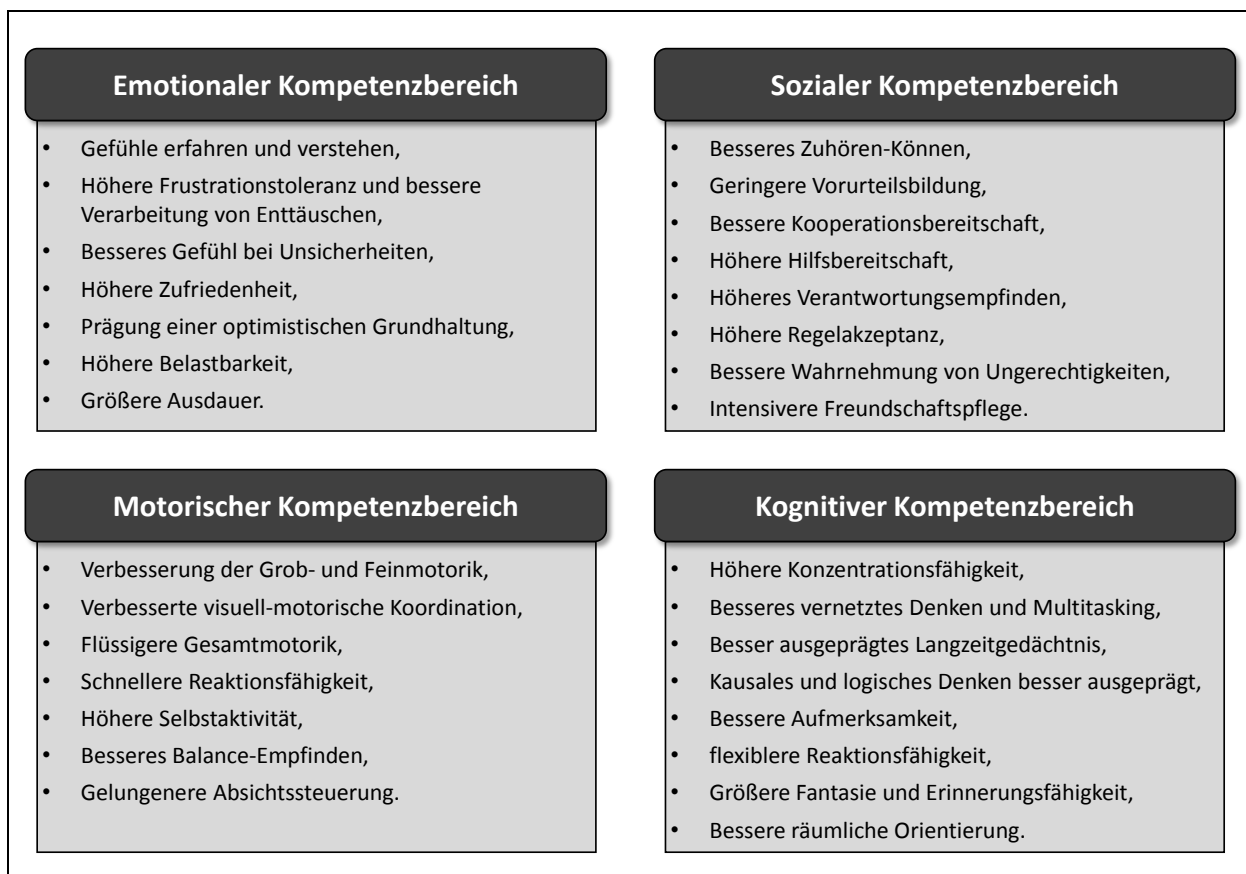 Emotionaler Kompetenzbereich
• Gefühle erfahren und verstehen,
• Höhere Frustrationstoleranz und bessere
Verarbeitung von Enttäuschen,
• Besseres Gefühl bei Unsicherheiten,
• Höhere Zufriedenheit,
• Prägung einer optimistischen Grundhaltung,
• Höhere Belastbarkeit,
• Größere Ausdauer.
Sozialer Kompetenzbereich
• Besseres Zuhören-Können,
• Geringere Vorurteilsbildung,
• Bessere Kooperationsbereitschaft,
• Höhere Hilfsbereitschaft,
• Höheres Verantwortungsempfinden,
• Höhere Regelakzeptanz,
• Bessere Wahrnehmung von Ungerechtigkeiten,
• Intensivere Freundschaftspflege.
Motorischer Kompetenzbereich
• Verbesserung der Grob- und Feinmotorik,
• Verbesserte visuell-motorische Koordination,
• Flüssigere Gesamtmotorik,
• Schnellere Reaktionsfähigkeit,
• Höhere Selbstaktivität,
• Besseres Balance-Empfinden,
• Gelungenere Absichtssteuerung.
Kognitiver Kompetenzbereich
• Höhere Konzentrationsfähigkeit,
• Besseres vernetztes Denken und Multitasking,
• Besser ausgeprägtes Langzeitgedächtnis,
• Kausales und logisches Denken besser ausgeprägt,
• Bessere Aufmerksamkeit,
• flexiblere Reaktionsfähigkeit,
• Größere Fantasie und Erinnerungsfähigkeit,
• Bessere räumliche Orientierung.